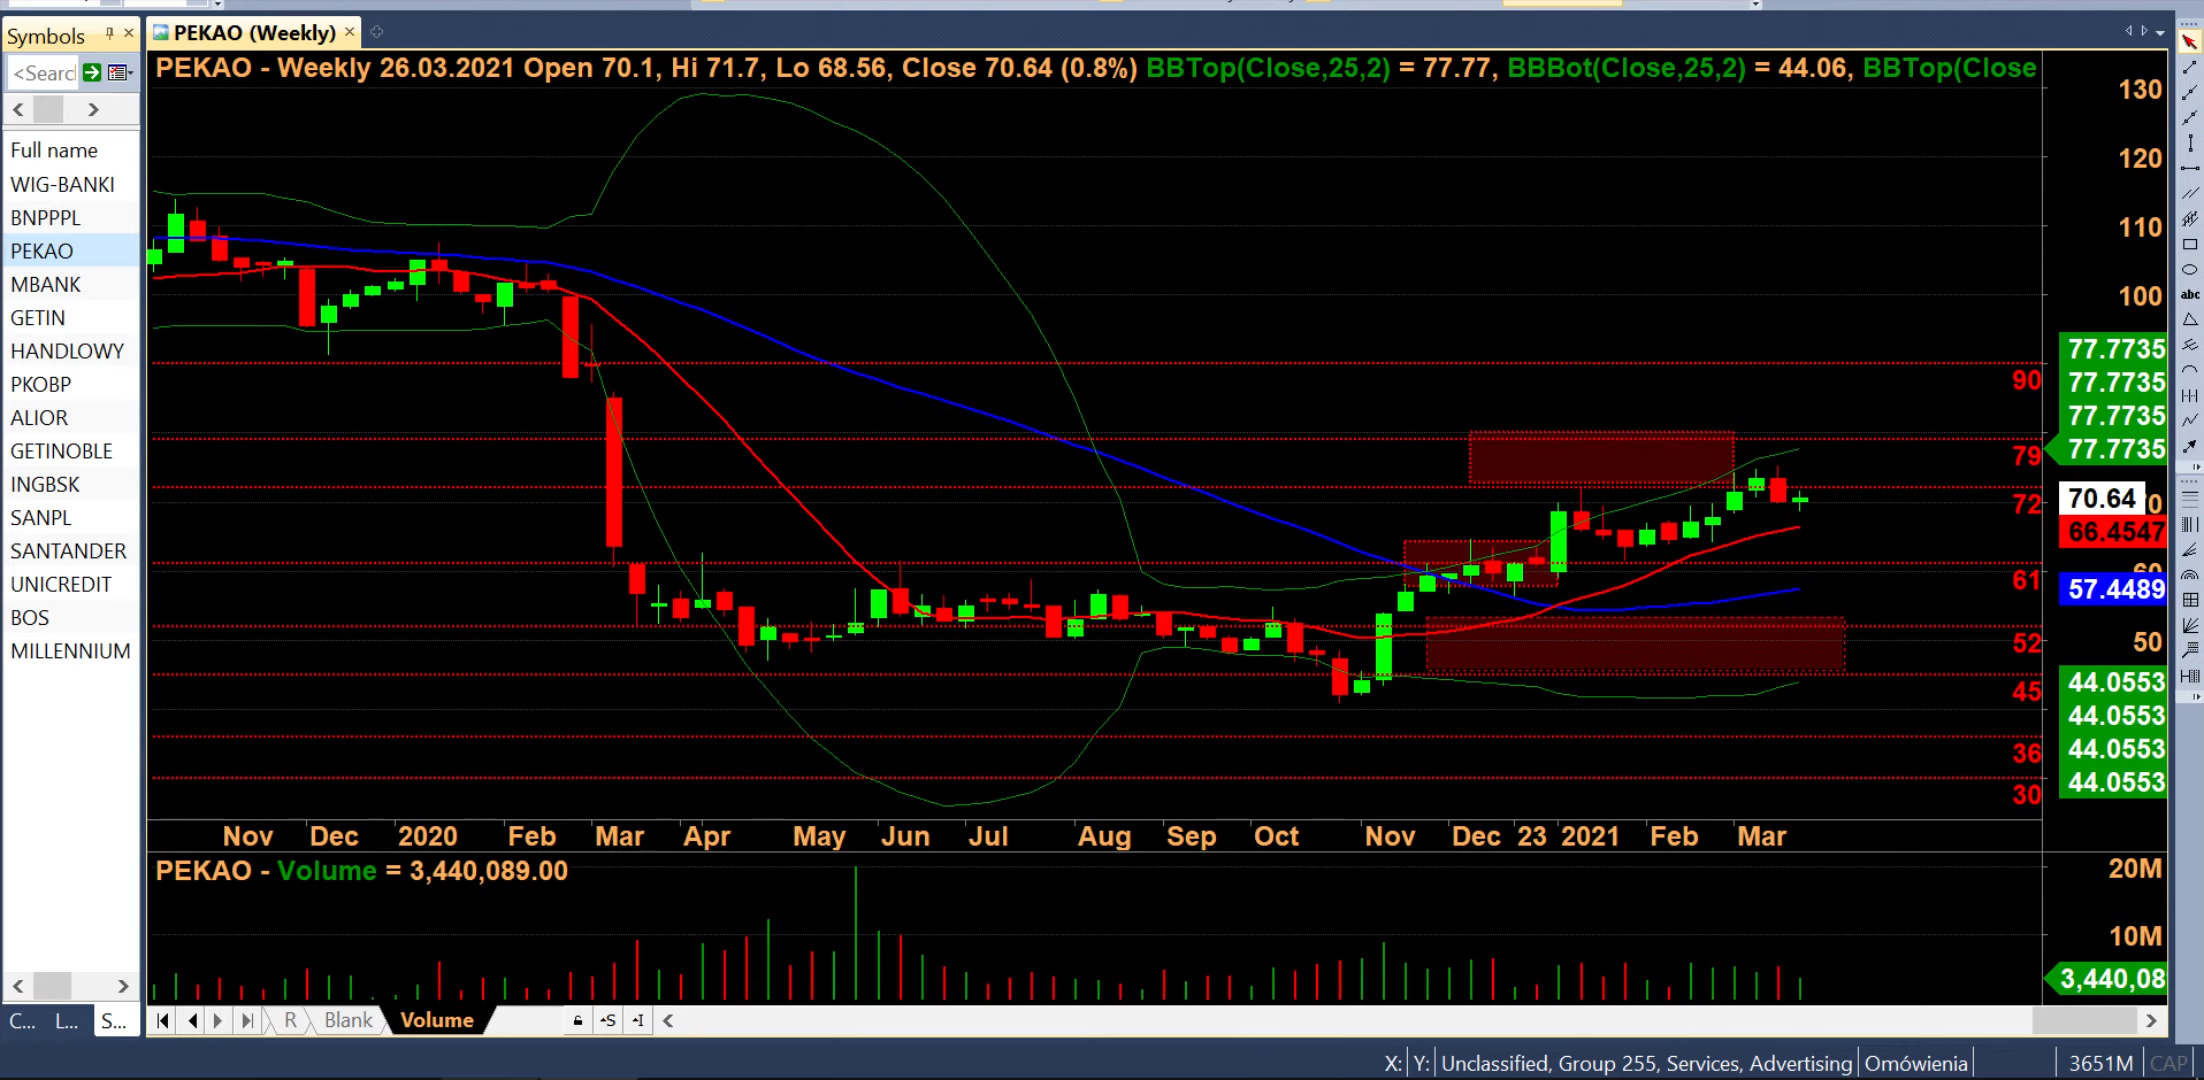 Symbols
PEKAO (Weekly)
<Searc
PEKAO - Weekly 26.03.2021 Open 70.1, Hi 71.7, Lo 68.56, Close 70.64 (0.8%) BBTop(Close,25,2) = 77.77, BBBot(Close,25,2) = 44.06, BBTop(Close
Full name
WIG-BANKI
BNPPPL
PEKAO
MBANK
GETIN
HANDLOWY
PKOBP
ALIOR
GETINOBLE
INGBSK
SANPL
SANTANDER
UNICREDIT
BOS
MILLENNIUM
130
120
110
100
90
79
72
61
52
45
36
30
77.7735
77.7735
77.7735
77.7735
70.64
66.4547
57.4489
50
44.0553
44.0553
44.0553
44.0553
Nov Dec 2020 Feb Mar Apr May Jun Jul Aug Sep Oct Nov Dec 23 2021 Feb Mar
PEKAO - Volume = 3,440,089.00
20M
10M
3,440,08
C... L... S...
R Blank Volume
S I
abc
X: Y: Unclassified, Group 255, Services, Advertising Omówienia 3651M CAP